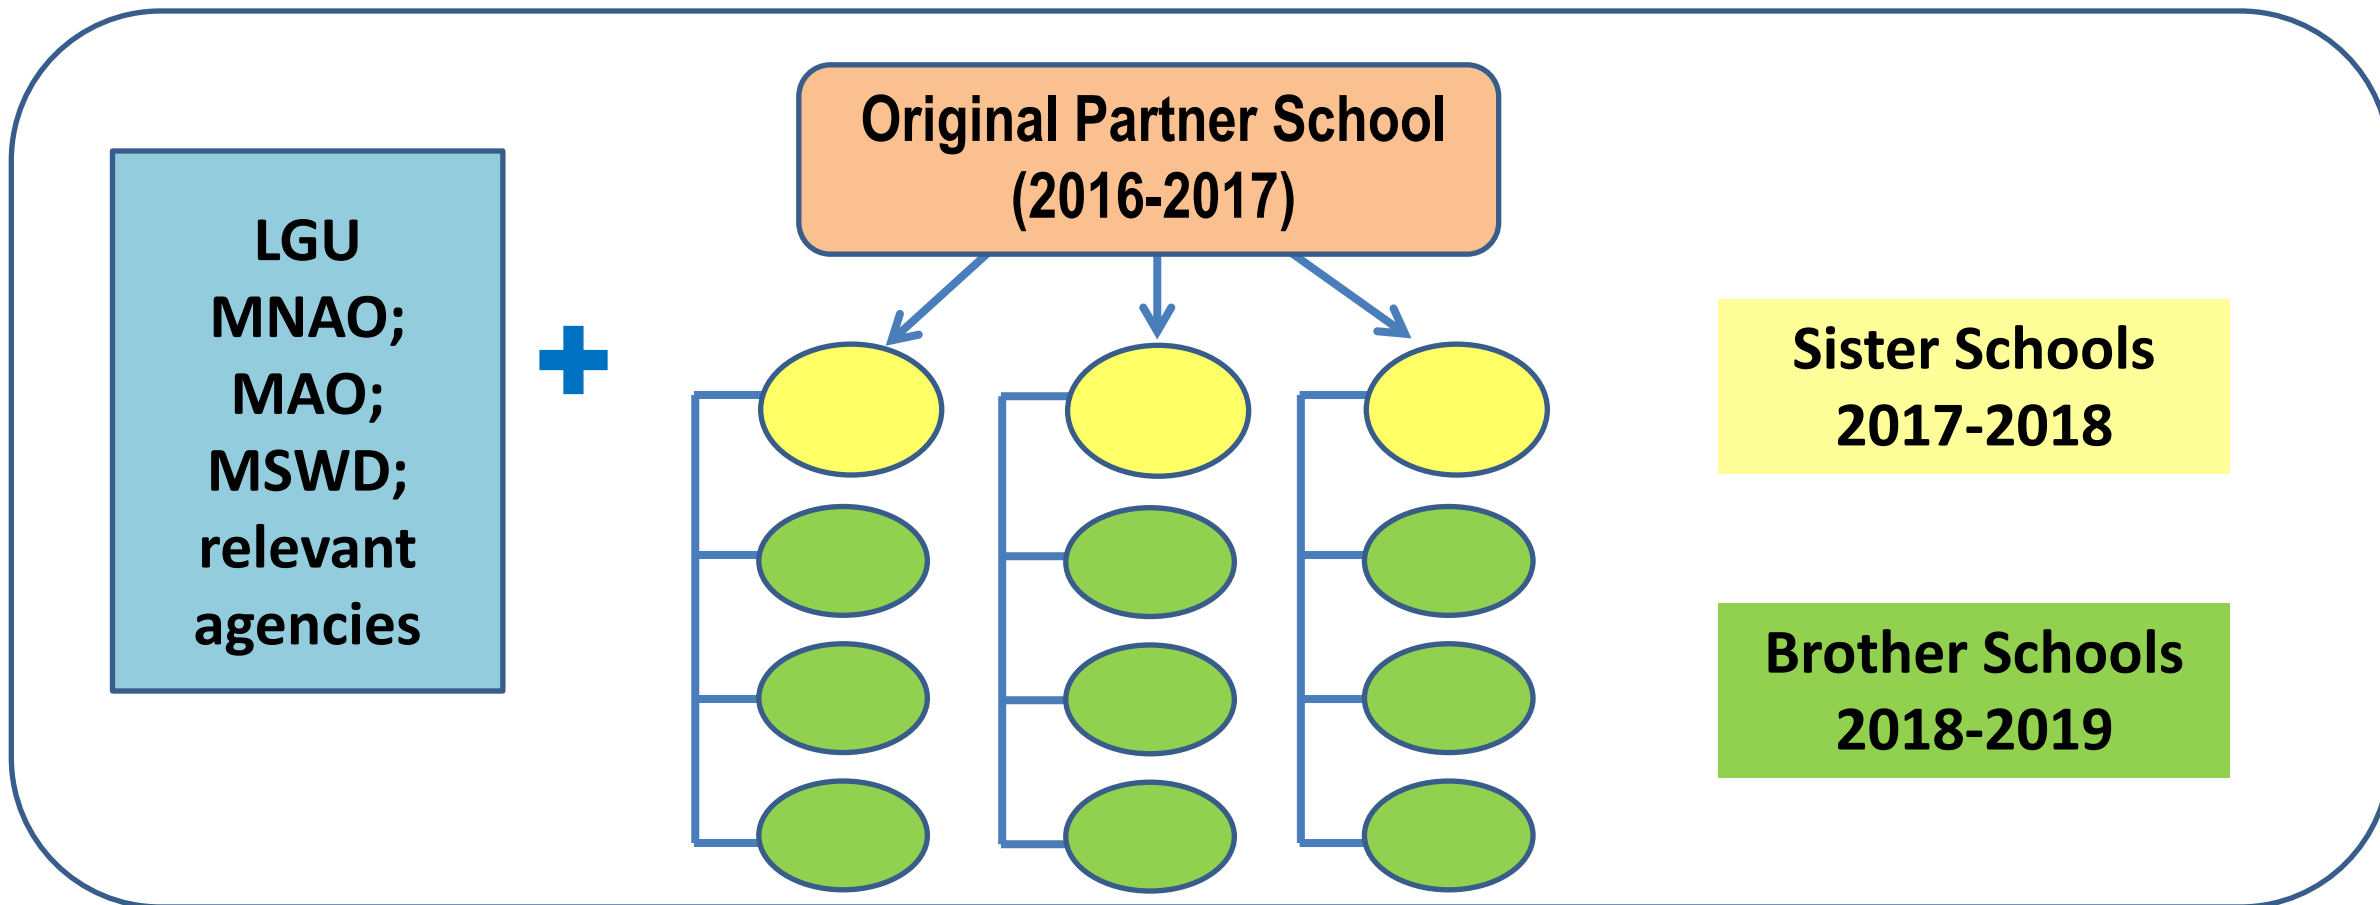 Original Partner School
(2016-2017)
LGU
MNAO;
MAO;
MSWD;
relevant
agencies
Sister Schools
2017-2018
Brother Schools
2018-2019